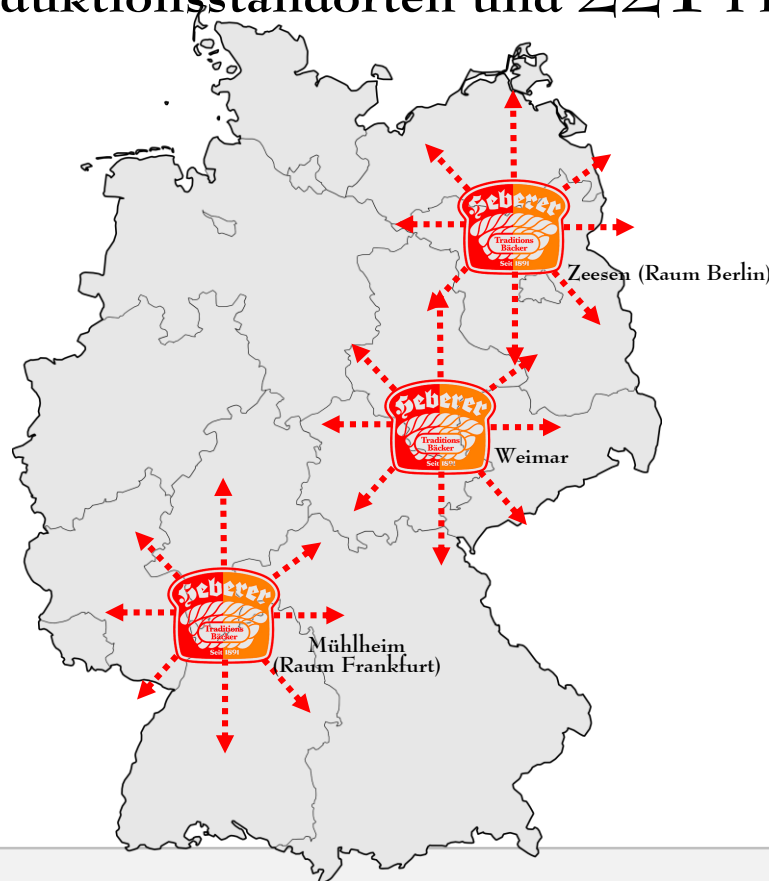 duktionsstandorten und 221
Heberer
Traditions
Bäcker
Seit 1891
Zeesen (Raum Berlin)
Heberer
Traditions
Bäcker
Seit 1891
Weimar
Heberer
Traditions
Bäcker
Seit 1891
Mühlheim
(Raum Frankfurt)